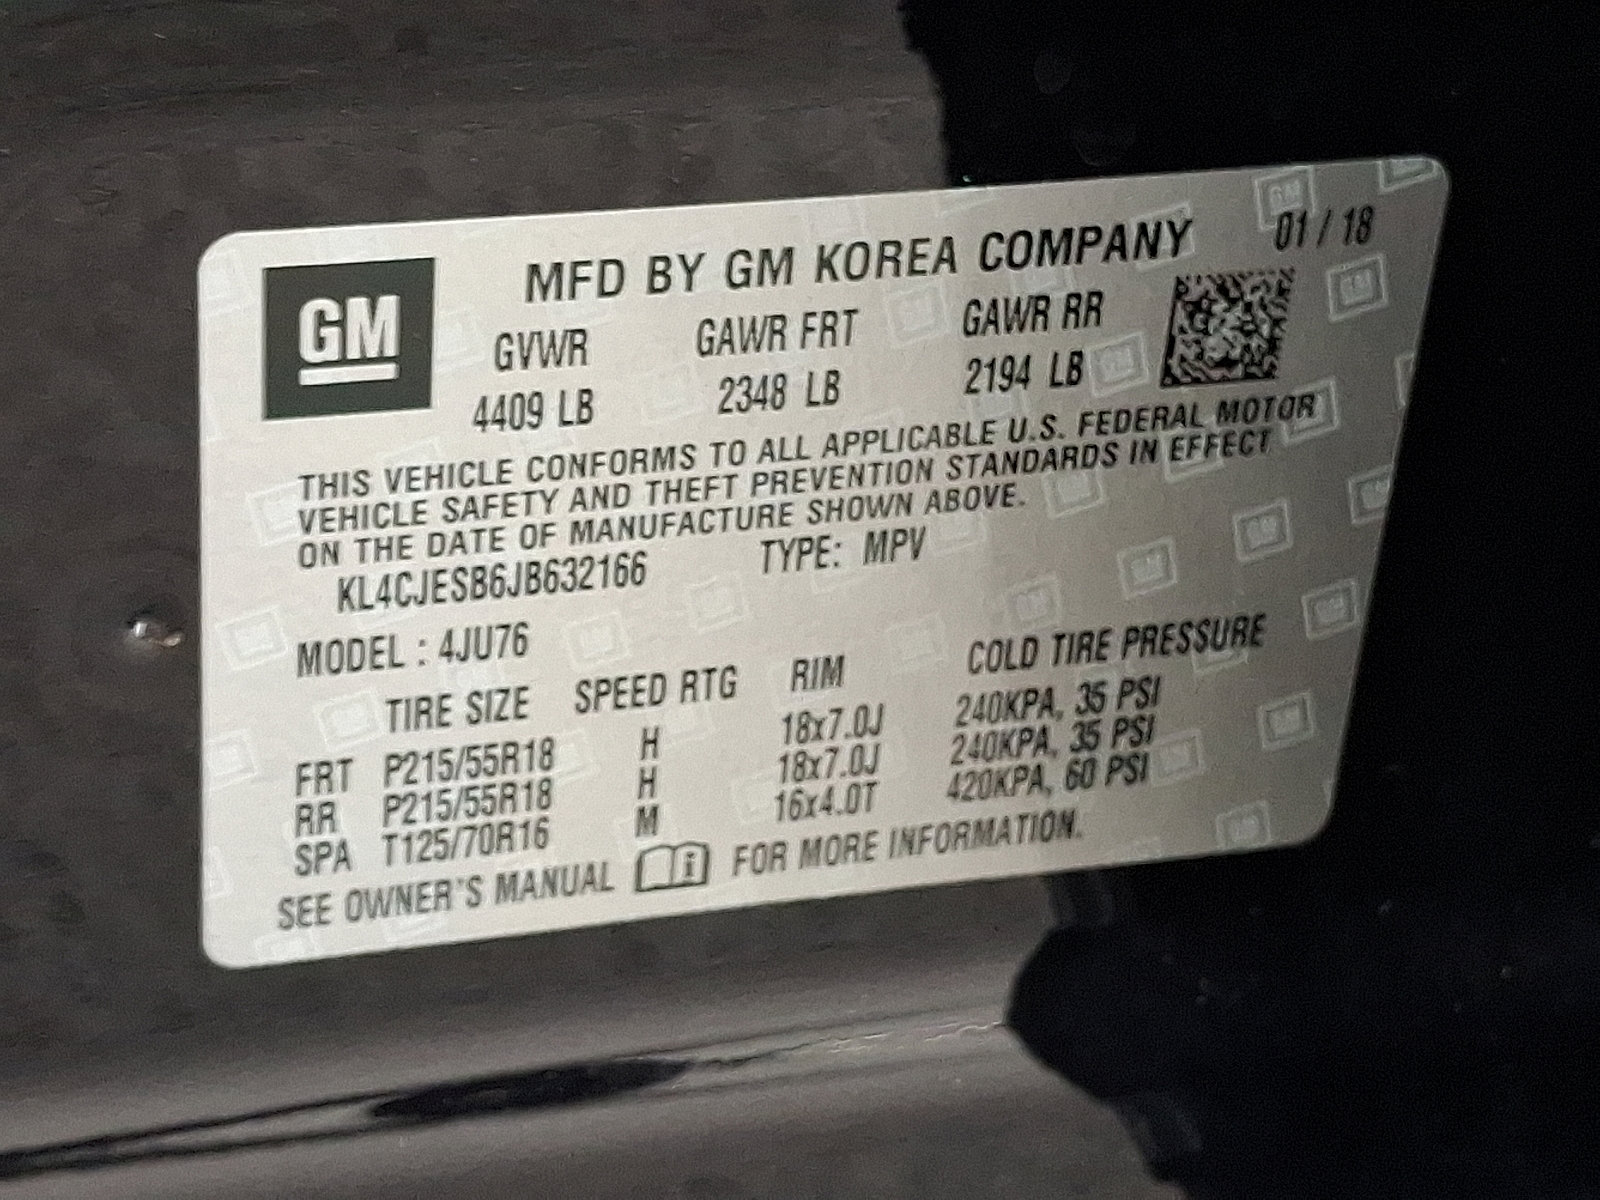 GM
MFD BY GM KOREA COMPANY 01 / 18
GVWR GAWR FRT GAWR RR
4409 LB 2348 LB 2194 LB
THIS VEHICLE CONFORMS TO ALL APPLICABLE U.S. FEDERAL MOTOR
VEHICLE SAFETY AND THEFT PREVENTION STANDARDS IN EFFECT
ON THE DATE OF MANUFACTURE SHOWN ABOVE.
KL4CJESB6JB632166 TYPE: MPV
MODEL : 4JU76
TIRE SIZE SPEED RTG RIM COLD TIRE PRESSURE
FRT P215/55R18 H 18x7.0J 240KPA, 35 PSI
RR P215/55R18 H 18x7.0J 240KPA, 35 PSI
SPA T125/70R16 M 16x4.0T 420KPA, 60 PSI
SEE OWNER'S MANUAL FOR MORE INFORMATION.